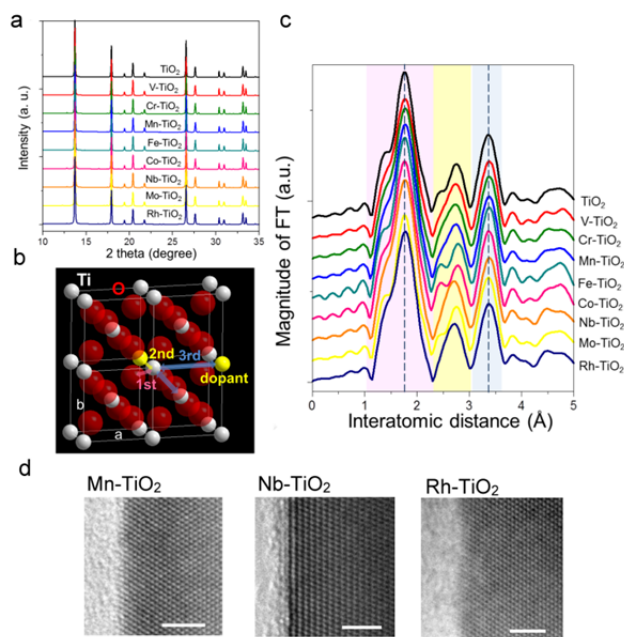 a
Intensity (a. u.)
TiO2
V-TiO2
Cr-TiO2
Mn-TiO2
Fe-TiO2
Co-TiO2
Nb-TiO2
Mo-TiO2
Rh-TiO2
10 15 20 25 30 35
2 theta (degree)
b
Ti
O
2nd
3rd
1st
dopant
b
a
c
Magnitude of FT (a.u.)
TiO2
V-TiO2
Cr-TiO2
Mn-TiO2
Fe-TiO2
Co-TiO2
Nb-TiO2
Mo-TiO2
Rh-TiO2
0 1 2 3 4 5
Interatomic distance (Å)
d
Mn-TiO2
Nb-TiO2
Rh-TiO2